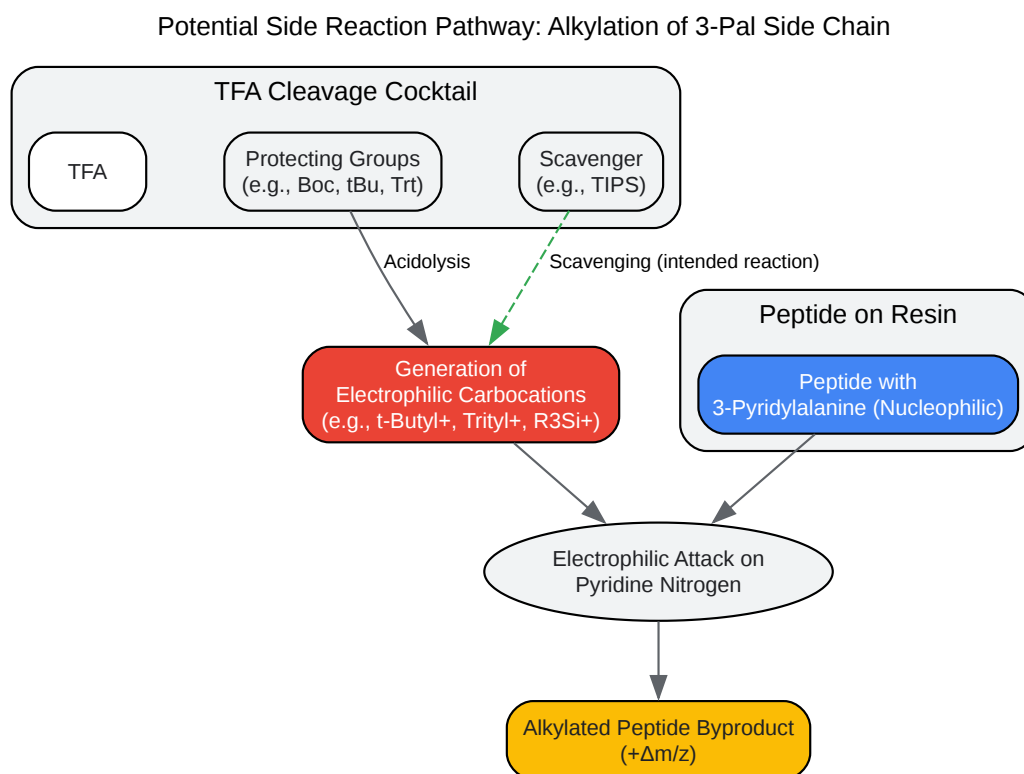 Potential Side Reaction Pathway: Alkylation of 3-Pal Side Chain
TFA Cleavage Cocktail
TFA
Protecting Groups
(e.g., Boc, tBu, Trt)
Scavenger
(e.g., TIPS)
Acidolysis
Scavenging (intended reaction)
Peptide on Resin
Generation of
Electrophilic Carbocations
(e.g., t-Butyl+, Trityl+, R3Si+)
Peptide with
3-Pyridylalanine (Nucleophilic)
Electrophilic Attack on
Pyridine Nitrogen
Alkylated Peptide Byproduct
(+Δm/z)